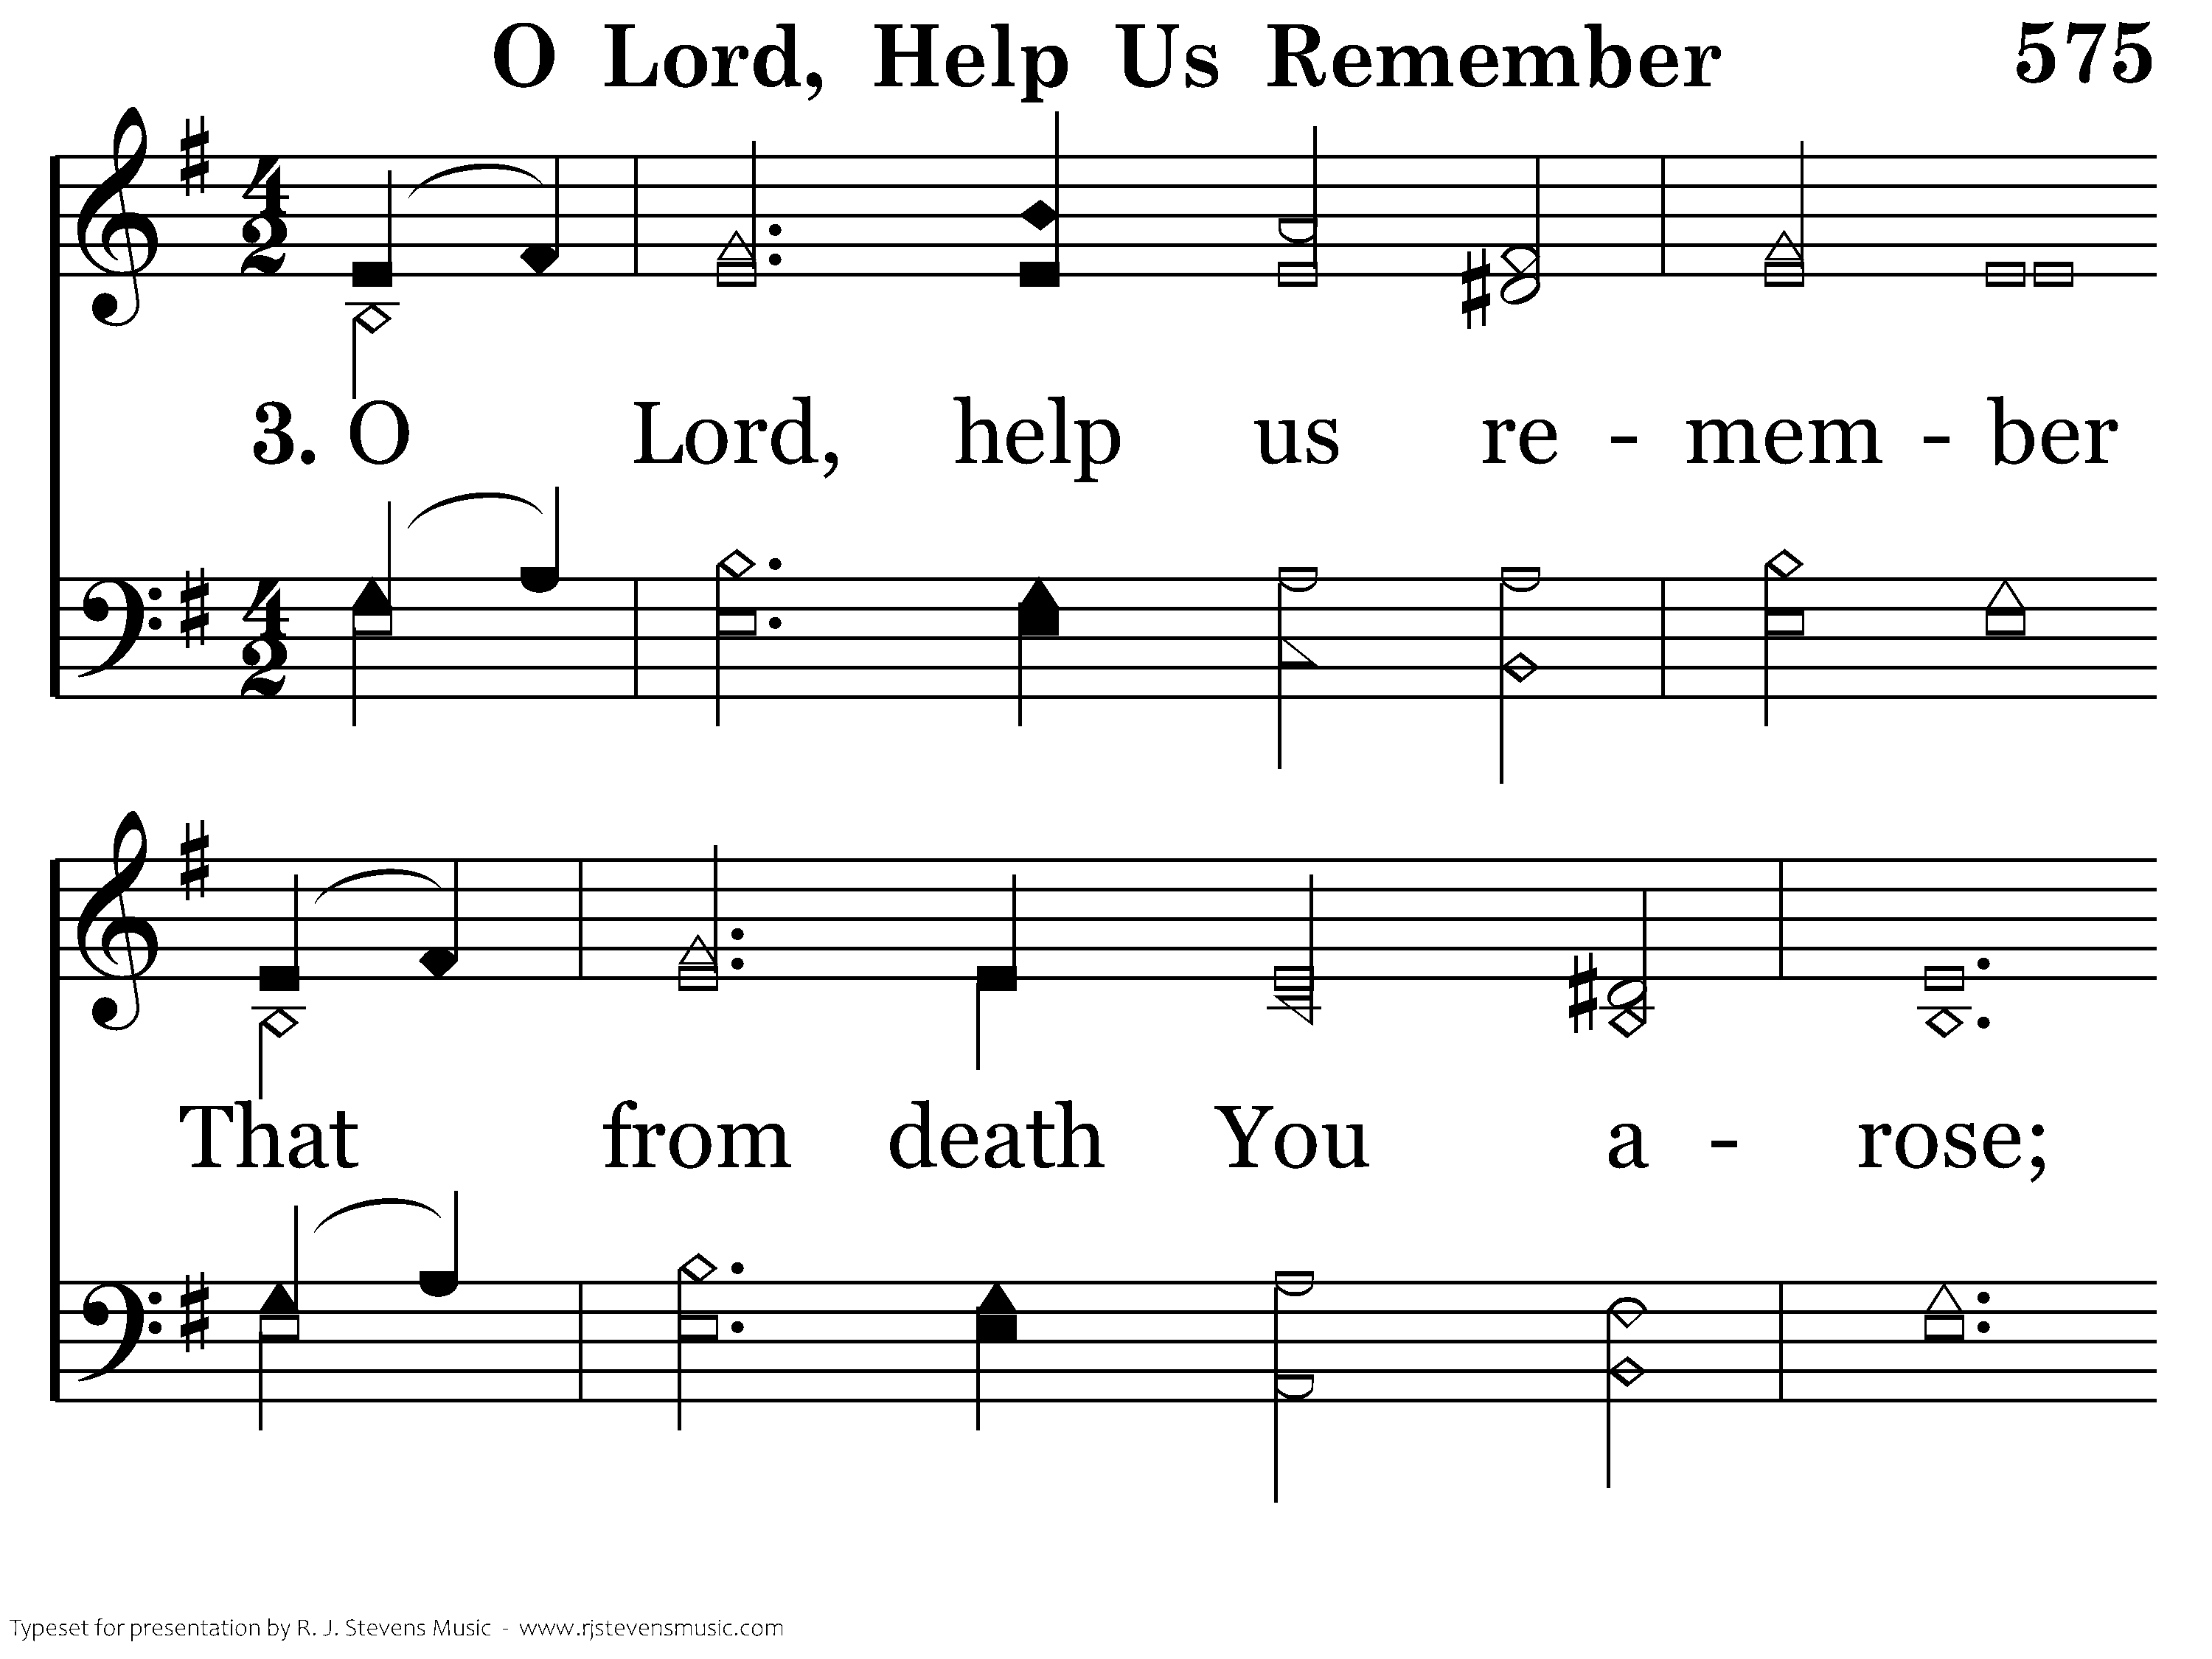 O Lord, Help Us Remember 575
3. O Lord, help us re - mem - ber
That from death You a - rose;
Typeset for presentation by R. J. Stevens Music - www.rjstevensmusic.com